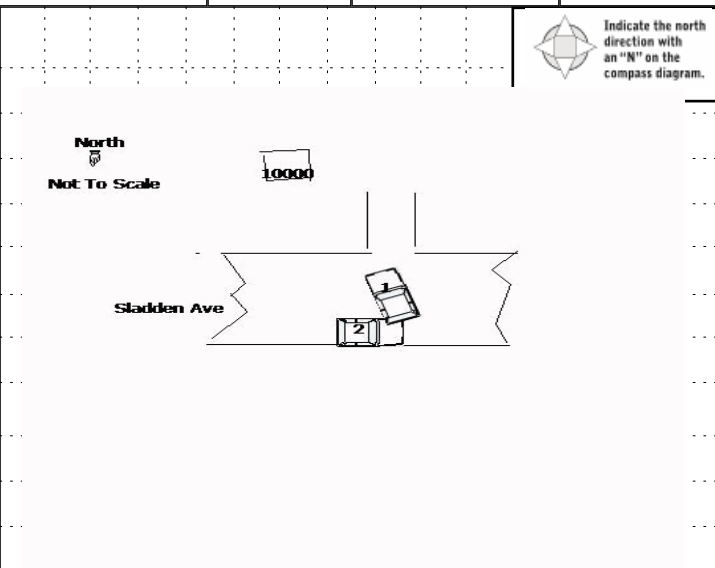 Indicate the north
direction with
an "N" on the
compass diagram.
North
Not To Scale
10000
Sladden Ave
1
2